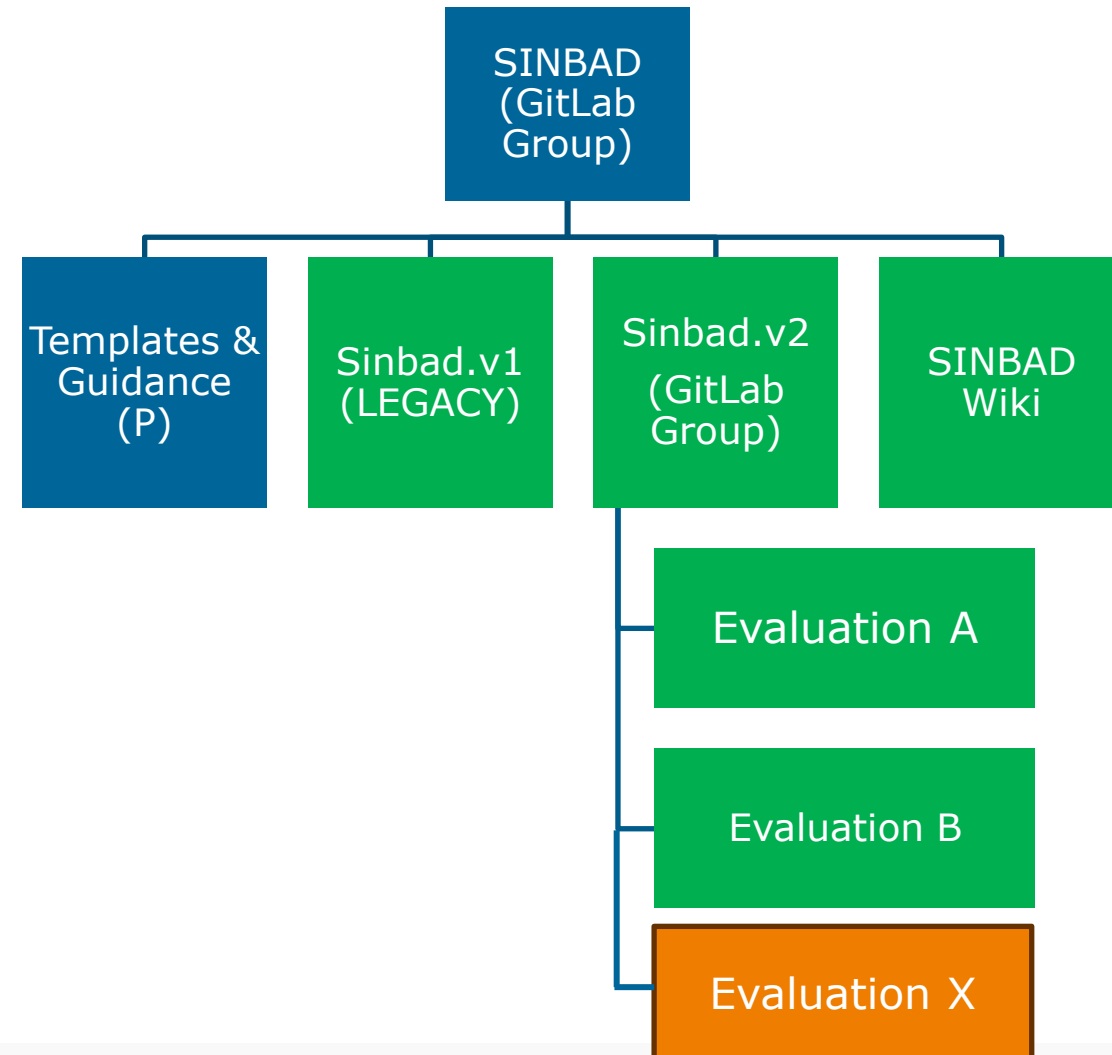 SINBAD
(GitLab
Group)
Templates &
Guidance
(P)
Sinbad.v1
(LEGACY)
Sinbad.v2
(GitLab
Group)
SINBAD
Wiki
Evaluation A
Evaluation B
Evaluation X